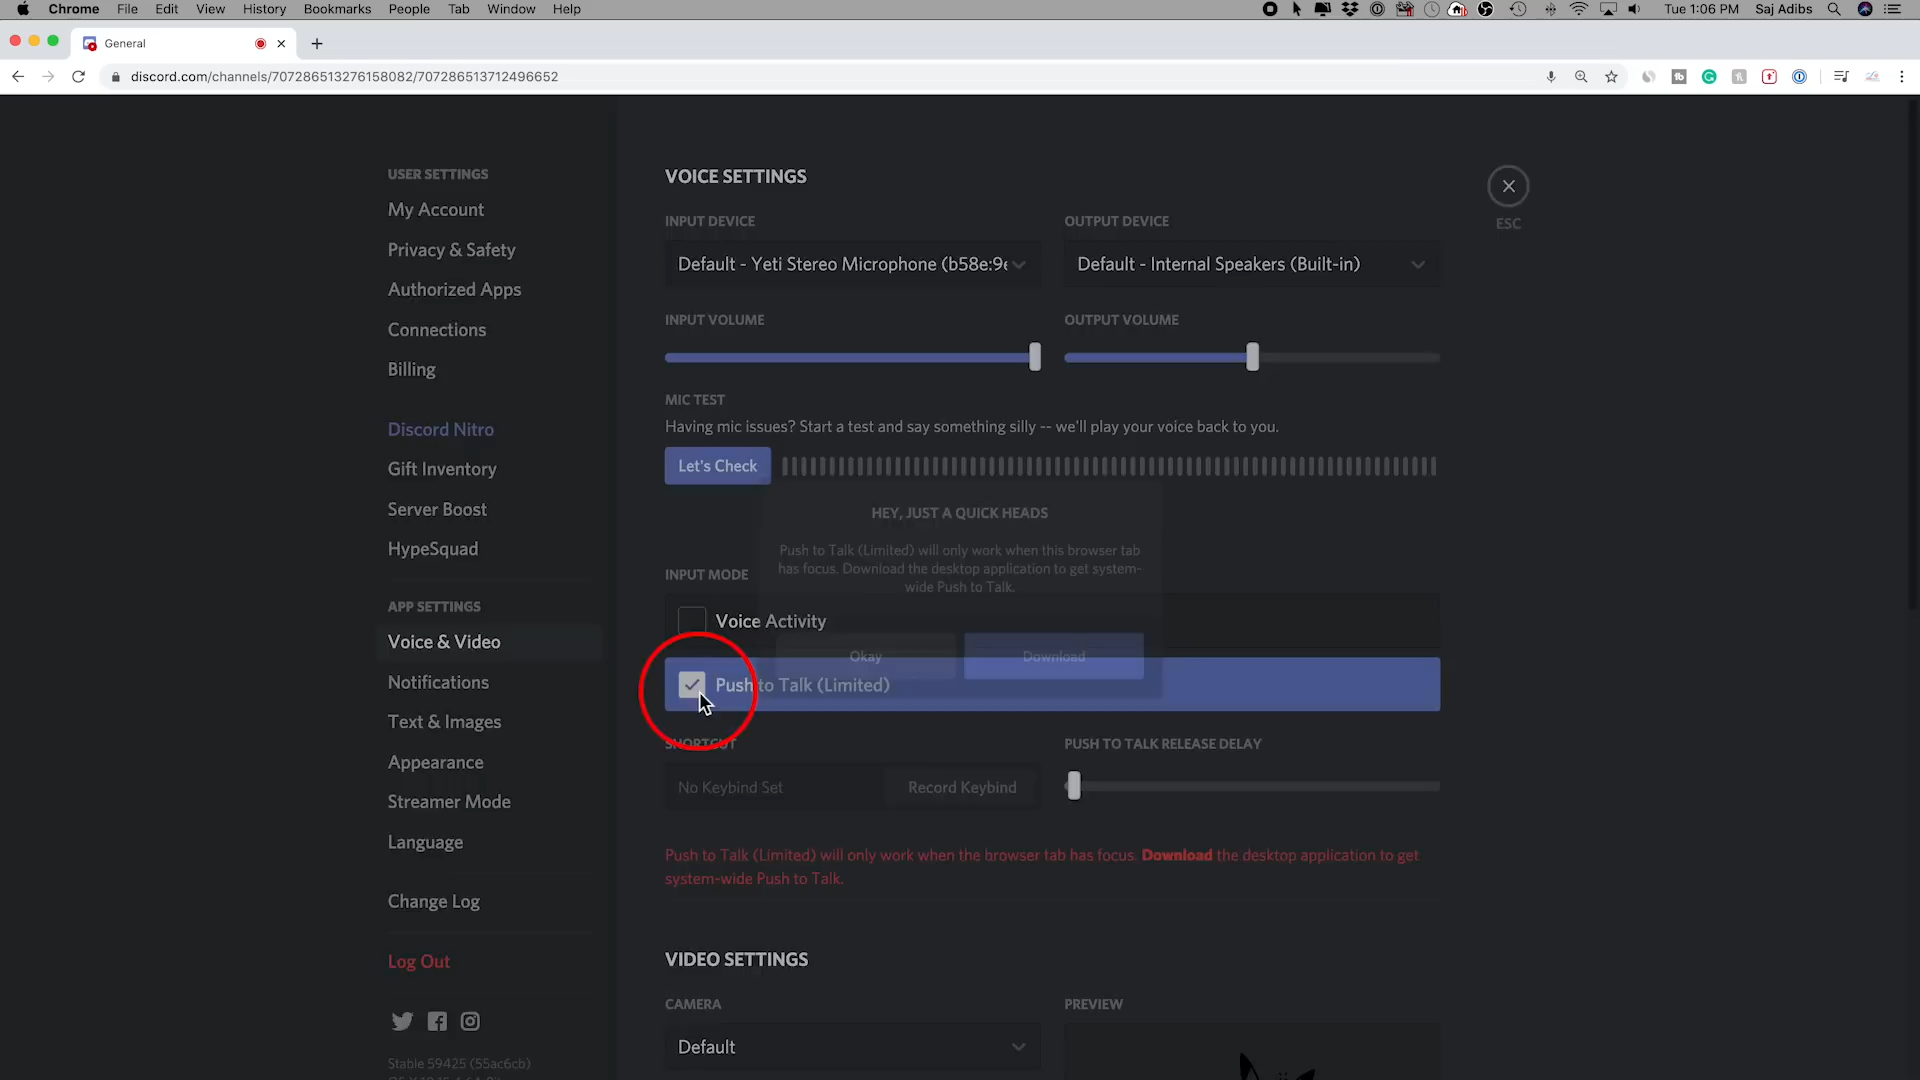 Chrome File Edit View History Bookmarks People Tab Window Help
Tue 1:06 PM Saj Adibs
General
discord.com/channels/707286513276158082/707286513712496652
USER SETTINGS
My Account
Privacy & Safety
Authorized Apps
Connections
Billing
Discord Nitro
Gift Inventory
Server Boost
HypeSquad
APP SETTINGS
Voice & Video
Notifications
Text & Images
Appearance
Streamer Mode
Language
Change Log
Log Out
Stable 59425 (55ac6cb)
VOICE SETTINGS
ESC
INPUT DEVICE
Default - Yeti Stereo Microphone (b58e:9e
OUTPUT DEVICE
Default - Internal Speakers (Built-in)
INPUT VOLUME
OUTPUT VOLUME
MIC TEST
Having mic issues? Start a test and say something silly -- we'll play your voice back to you.
Let's Check
HEY, JUST A QUICK HEADS
Push to Talk (Limited) will only work when this browser tab
has focus. Download the desktop application to get system-
wide Push to Talk.
Okay
Download
INPUT MODE
Voice Activity
Push to Talk (Limited)
SHORTCUT
No Keybind Set
Record Keybind
PUSH TO TALK RELEASE DELAY
Push to Talk (Limited) will only work when the browser tab has focus. Download the desktop application to get
system-wide Push to Talk.
VIDEO SETTINGS
CAMERA
Default
PREVIEW